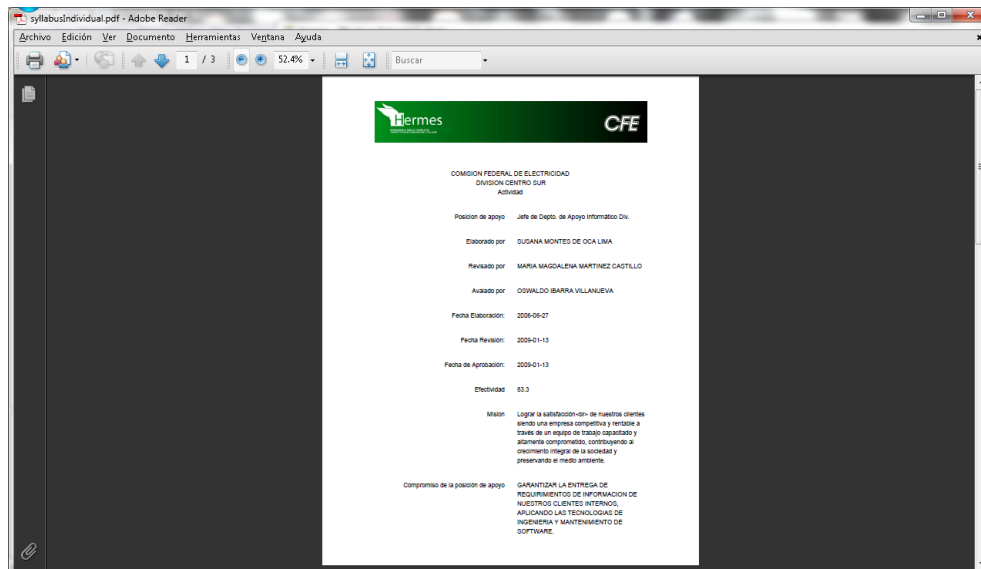 syllabusIndividual.pdf - Adobe Reader
Archivo Edición Ver Documento Herramientas Ventana Ayuda
1 / 3 52.4% Buscar
Hermes
CFE
COMISION FEDERAL DE ELECTRICIDAD
DIVISION CENTRO SUR
Actividad
Posicion de apoyo Jefe de Depto. de Apoyo Informático Div.
Elaborado por SUSANA MONTES DE OCA LIMA
Revisado por MARIA MAGDALENA MARTINEZ CASTILLO
Avalado por OSWALDO IBARRA VILLANUEVA
Fecha Elaboración: 2006-06-27
Fecha Revisión: 2009-01-13
Fecha de Aprobación: 2009-01-13
Efectividad 83.3
Mision Lograr la satisfacción<br> de nuestros clientes
siendo una empresa competitiva y rentable a
través de un equipo de trabajo capacitado y
altamente comprometido, contribuyendo al
crecimiento integral de la sociedad y
preservando el medio ambiente.
Compromiso de la posición de apoyo GARANTIZAR LA ENTREGA DE
REQUIRIMIENTOS DE INFORMACION DE
NUESTROS CLIENTES INTERNOS,
APLICANDO LAS TECNOLOGIAS DE
INGENIERIA Y MANTENIMIENTO DE
SOFTWARE.